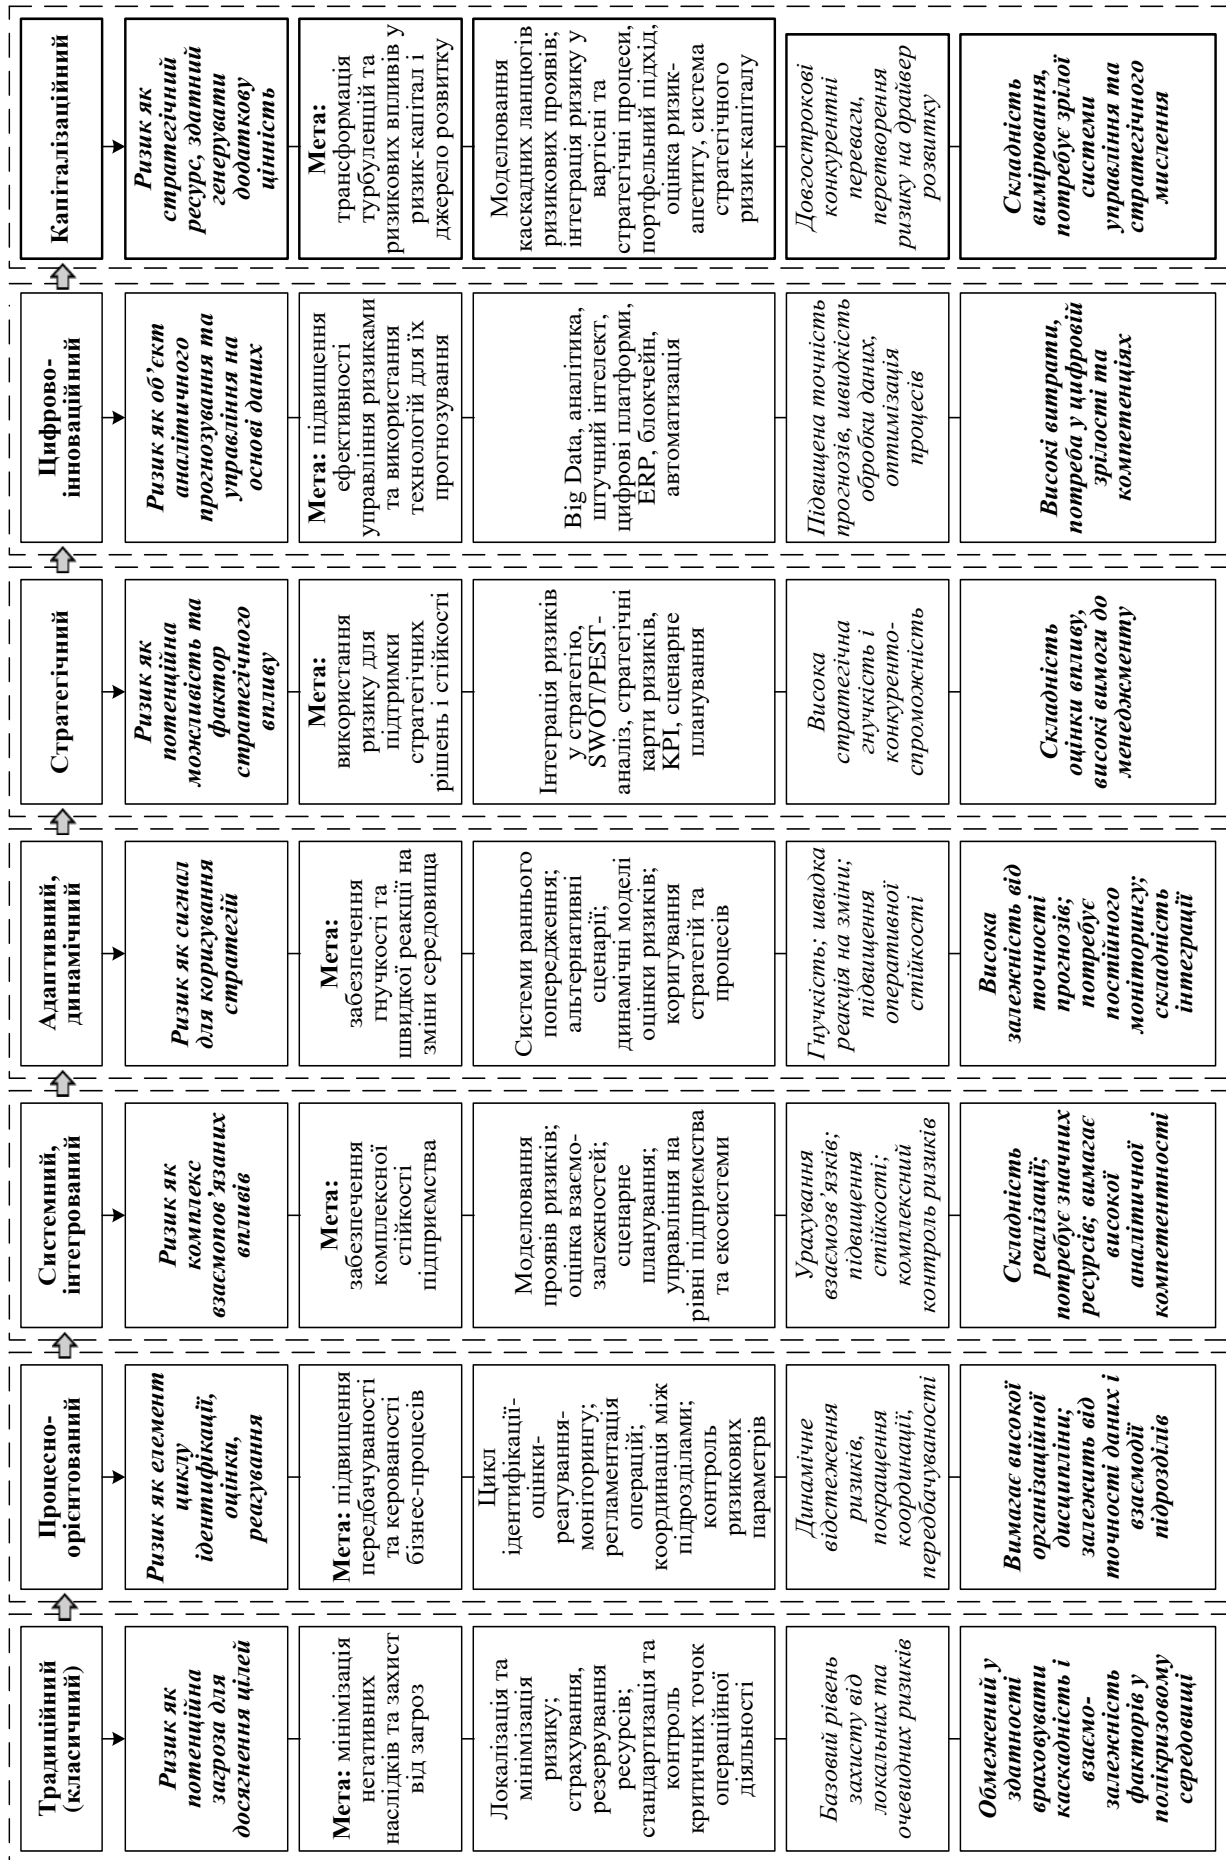 Традиційний
(класичний)
Ризик як
потенційна
загроза для
досягнення цілей
Мета: мінімізація
негативних
наслідків та захист
від загроз
Локалізація та
мінімізація
ризику;
страхування,
резервування
ресурсів;
стандартизація та
контроль
критичних точок
операційної
діяльності
Базовий рівень
захисту від
локальних та
очевидних ризиків
Обмежений у
здатності
враховувати
каскадність і
взаємо-
залежність
факторів у
полікризовому
середовищі
Процесно-
орієнтований
Ризик як елемент
циклу
ідентифікації,
оцінки,
реагування
Мета: підвищення
передбачуваності
та керованості
бізнес-процесів
Цикл
ідентифікації-
оцінки-
реагування-
моніторингу;
регламентація
операцій;
координація між
підрозділами;
контроль
ризикових
параметрів
Динамічне
відстеження
ризиків,
покращення
координації,
передбачуваності
Вимагає високої
організаційної
дисципліни;
залежить від
точності даних і
взаємодії
підрозділів
Системний,
інтегрований
Ризик як
комплекс
взаємопов’язаних
впливів
Мета:
забезпечення
комплексної
стійкості
підприємства
Моделювання
проявів ризиків;
оцінка взаємо-
залежностей;
сценарне
планування;
управління на
рівні підприємства
та екосистеми
Урахування
взаємозв’язків;
підвищення
стійкості;
комплексний
контроль ризиків
Складність
реалізації;
потребує значних
ресурсів; вимагає
високої
аналітичної
компетентності
Адаптивний,
динамічний
Ризик як сигнал
для коригування
стратегій
Мета:
забезпечення
гнучкості та
швидкої реакції на
зміни середовища
Системи раннього
попередження;
альтернативні
сценарії;
динамічні моделі
оцінки ризиків;
коригування
стратегій та
процесів
Гнучкість; швидка
реакція на зміни;
підвищення
оперативної
стійкості
Висока
залежність від
точності
прогнозів;
потребує
постійного
моніторингу;
складність
інтеграції
Стратегічний
Ризик як
потенційна
можливість та
фактор
стратегічного
впливу
Мета:
використання
ризику для
підтримки
стратегічних
рішень і стійкості
Інтеграція ризиків
у стратегію,
SWOT/PEST-
аналіз, стратегічні
карти ризиків,
KPI, сценарне
планування
Висока
стратегічна
гнучкість і
конкуренто-
спроможність
Складність
оцінки впливу,
високі вимоги до
менеджменту
Цифрово-
інноваційний
Ризик як об’єкт
аналітичного
прогнозування та
управління на
основі даних
Мета: підвищення
ефективності
управління ризиками
та використання
технологій для їх
прогнозування
Big Data, аналітика,
штучний інтелект,
цифрові платформи,
ERP, блокчейн,
автоматизація
Підвищена точність
прогнозів, швидкість
обробки даних,
оптимізація
процесів
Високі витрати,
потреба у цифровій
зрілості та
компетенціях
Капіталізаційний
Ризик як
стратегічний
ресурс, здатний
генерувати
додаткову
цінність
Мета:
трансформація
турбуленцій та
ризикових впливів у
ризик-капітал і
джерело розвитку
Моделювання
каскадних ланцюгів
ризикових проявів;
інтеграція ризику у
вартісні та
стратегічні процеси,
портфельний підхід,
оцінка ризик-
апетиту, система
стратегічного
ризик-капіталу
Довгострокові
конкурентні
переваги,
перетворення
ризику на драйвер
розвитку
Складність
вимірювання,
потребує зрілої
системи
управління та
стратегічного
мислення